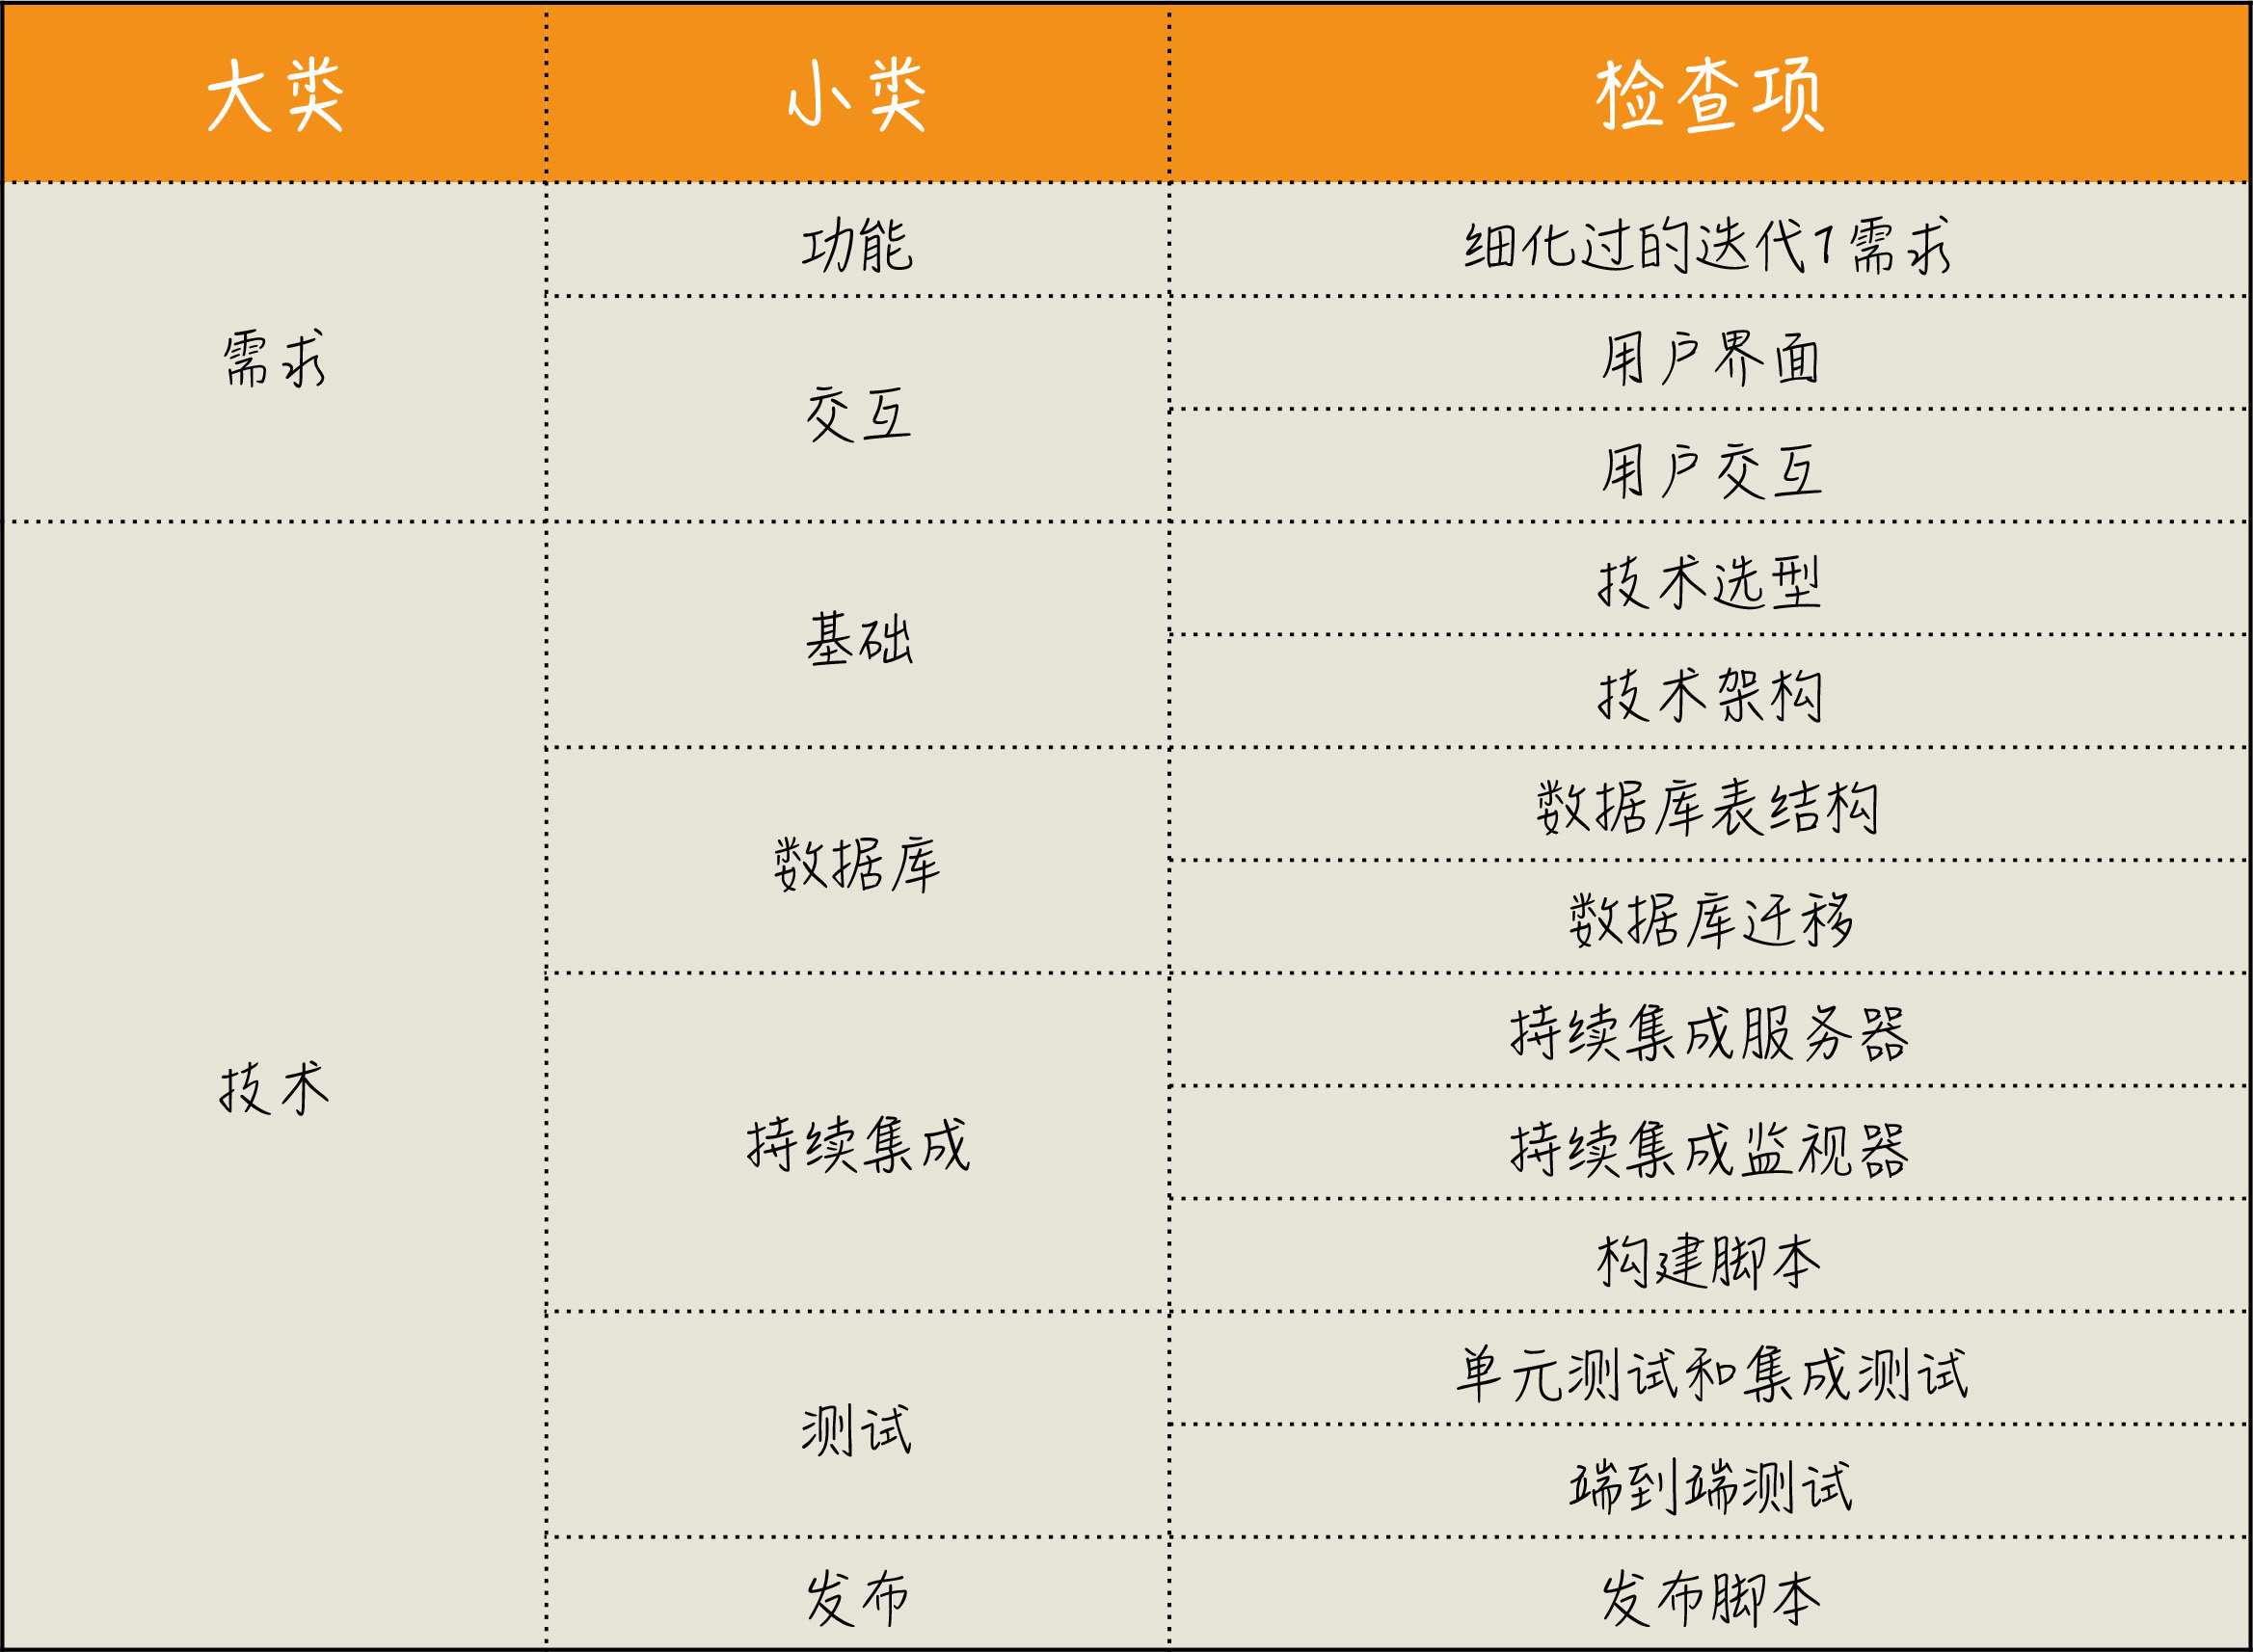 大类 小类 检查项
需求 功能 细化过的迭代1需求
交互 用户界面
用户交互
技术 基础 技术选型
技术架构
数据库 数据库表结构
数据库迁移
持续集成 持续集成服务器
持续集成监视器
构建脚本
测试 单元测试和集成测试
端到端测试
发布 发布脚本